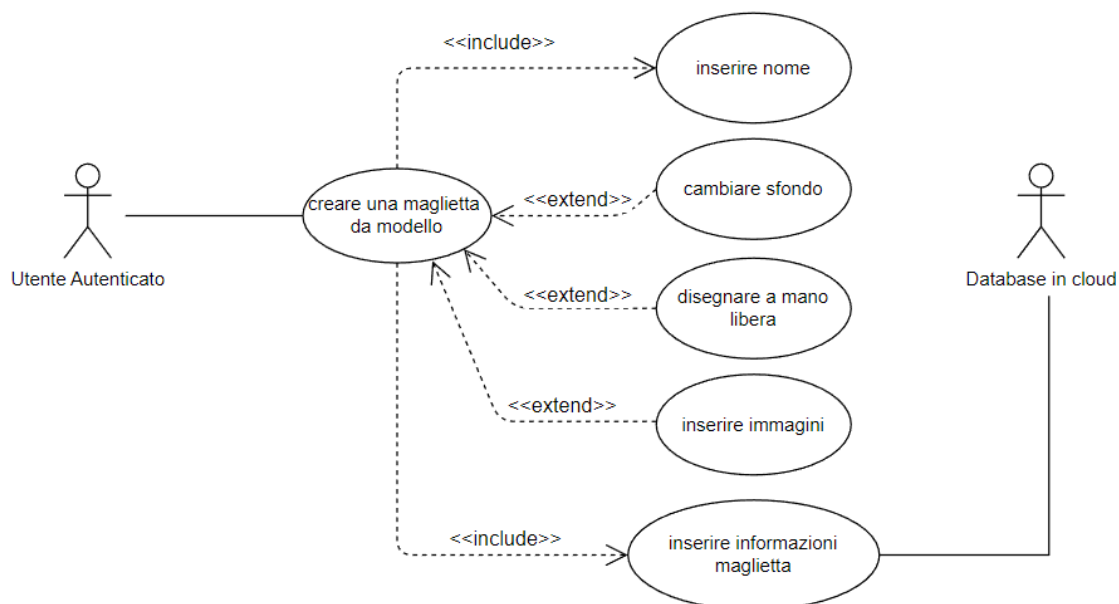 <<include>>
inserire nome
<<extend>>
cambiare sfondo
creare una maglietta
da modello
Utente Autenticato
Database in cloud
<<extend>>
disegnare a mano
libera
<<extend>>
inserire immagini
<<include>>
inserire informazioni
maglietta